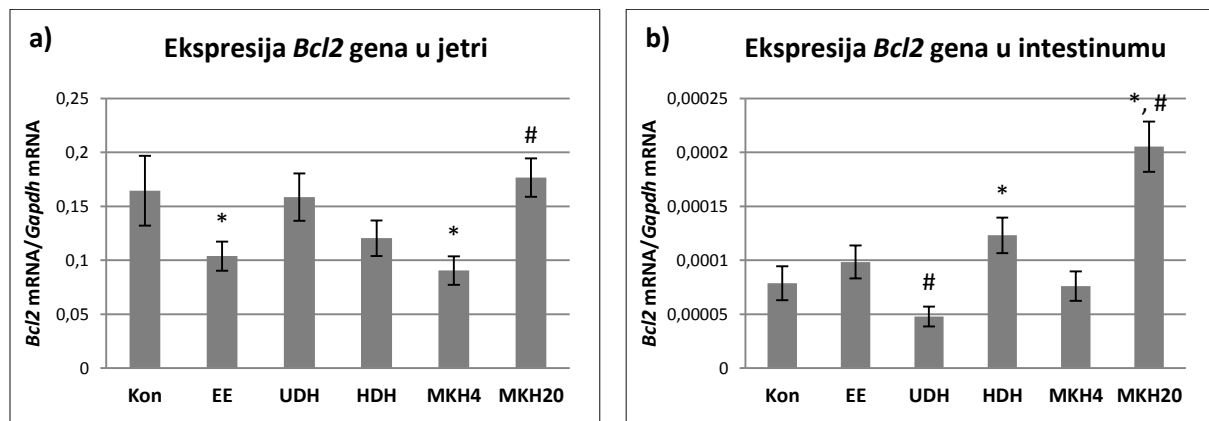 a)
Ekspresija Bcl2 gena u jetri
Bcl2 mRNA/Gapdh mRNA
0,25
0,2
0,15
0,1
0,05
0
* * #
Kon EE UDH HDH MKH4 MKH20
b)
Ekspresija Bcl2 gena u intestinumu
Bcl2 mRNA/Gapdh mRNA
0,00025
0,0002
0,00015
0,0001
0,00005
0
# * *, #
Kon EE UDH HDH MKH4 MKH20